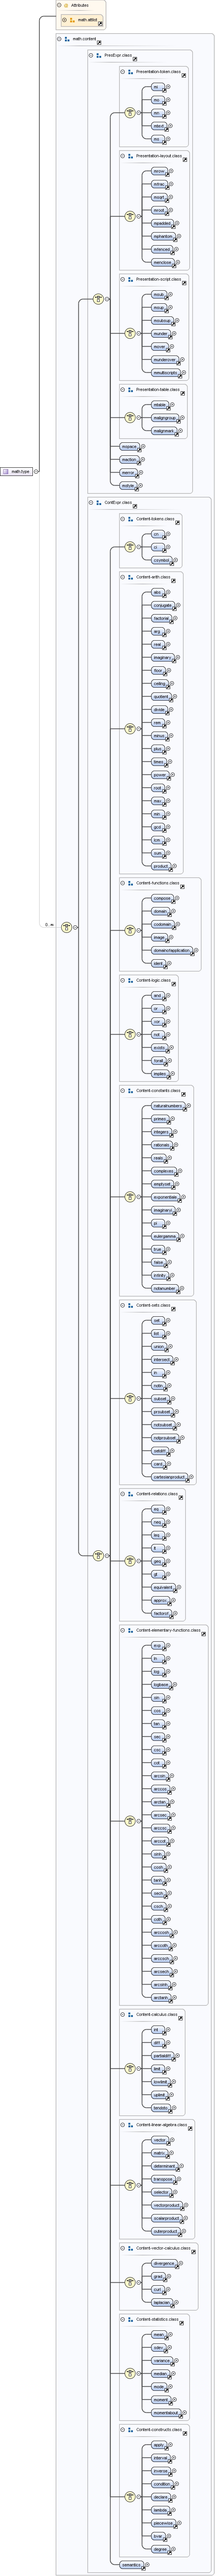 Attributes
math.attlist
math.content
PresExpr.class
Presentation-token.class
mi
mo
mn
mtext
ms
Presentation-layout.class
mrow
mfrac
msqrt
mroot
mpadded
mphantom
mfenced
menclose
Presentation-script.class
msub
msup
msubsup
munder
mover
munderover
mmultiscripts
Presentation-table.class
mtable
maligngroup
malignmark
mspace
maction
merror
mstyle
math.type
ContExpr.class
Content-tokens.class
cn
ci
csymbol
Content-arith.class
abs
conjugate
factorial
arg
real
imaginary
floor
ceiling
quotient
divide
rem
minus
plus
times
power
root
max
min
gcd
lcm
sum
product
Content-functions.class
compose
domain
0..∞
codomain
image
domainofapplication
ident
Content-logic.class
and
or
xor
not
exists
forall
implies
Content-constants.class
naturalnumbers
primes
integers
rationals
reals
complexes
emptyset
exponentiale
imaginaryi
pi
eulergamma
true
false
infinity
notanumber
Content-sets.class
set
list
union
intersect
in
notin
subset
prsubset
notsubset
notprsubset
setdiff
card
cartesianproduct
Content-relations.class
eq
neq
leq
lt
geq
gt
equivalent
approx
factorof
Content-elementary-functions.class
exp
ln
log
logbase
sin
cos
tan
sec
csc
cot
arcsin
arccos
arctan
arcsec
arccsc
arccot
sinh
cosh
tanh
sech
csch
coth
arccosh
arccoth
arccsch
arcsech
arcsinh
arctanh
Content-calculus.class
int
diff
partialdiff
limit
lowlimit
uplimit
tendsto
Content-linear-algebra.class
vector
matrix
determinant
transpose
selector
vectorproduct
scalarproduct
outerproduct
Content-vector-calculus.class
divergence
grad
curl
laplacian
Content-statistics.class
mean
sdev
variance
median
mode
moment
momentabout
Content-constructs.class
apply
interval
inverse
condition
declare
lambda
piecewise
bvar
degree
semantics